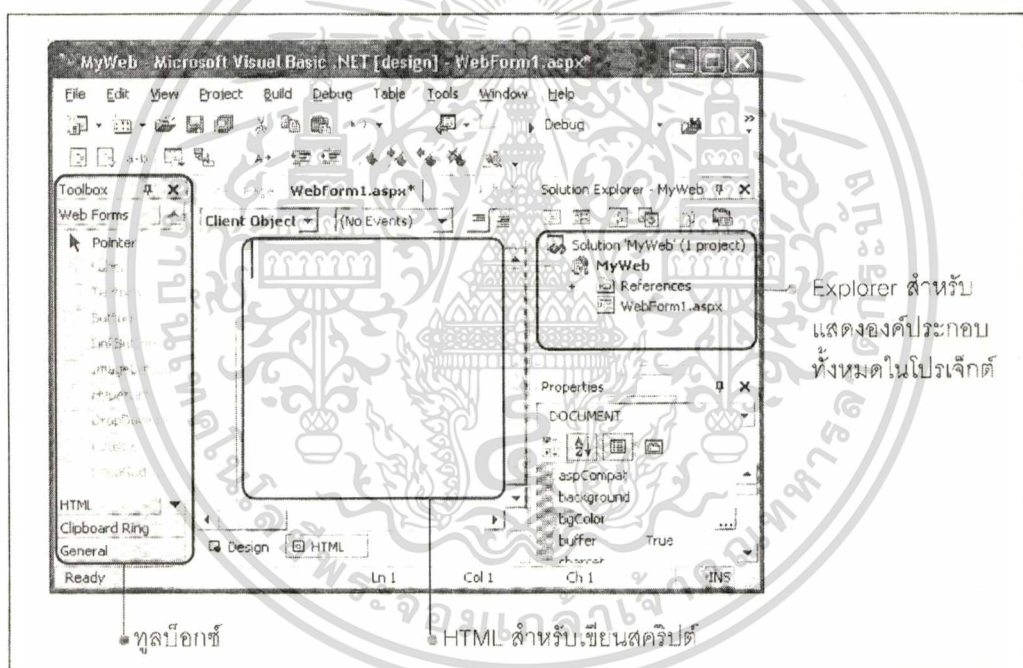 MyWeb - Microsoft Visual Basic .NET [design] - WebForm1.aspx*
File Edit View Project Build Debug Table Tools Window Help
Debug
Toolbox
Web Forms
Pointer
Button
DropDown
HTML
Clipboard Ring
General
WebForm1.aspx*
Client Object (No Events)
Design HTML
Solution Explorer - MyWeb
Solution 'MyWeb' (1 project)
MyWeb
References
WebForm1.aspx
Properties
DOCUMENT
aspCompat
background
bgColor
buffer True
charset
Ready Ln 1 Col 1 Ch 1 INS
Explorer สำหรับ
แสดงองค์ประกอบ
ทั้งหมดในโปรเจ็กต์
ทูลบ็อกซ์
HTML สำหรับเขียนสคริปต์